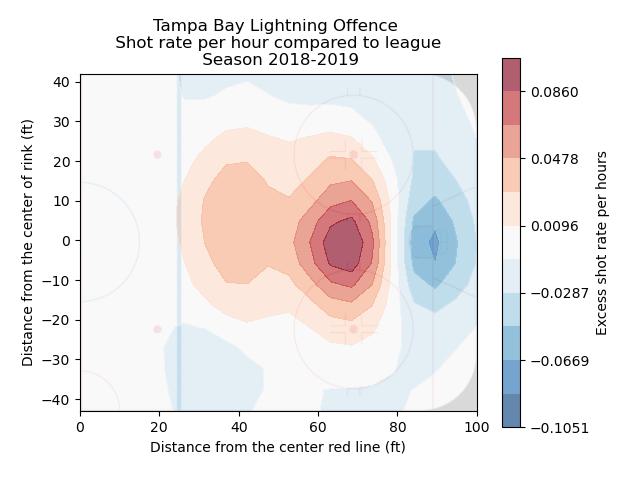 Tampa Bay Lightning Offence
Shot rate per hour compared to league
Season 2018-2019
40
30
20
10
0
−10
−20
−30
−40
Distance from the center of rink (ft)
0 20 40 60 80 100
Distance from the center red line (ft)
0.0860
0.0478
0.0096
−0.0287
−0.0669
−0.1051
Excess shot rate per hours